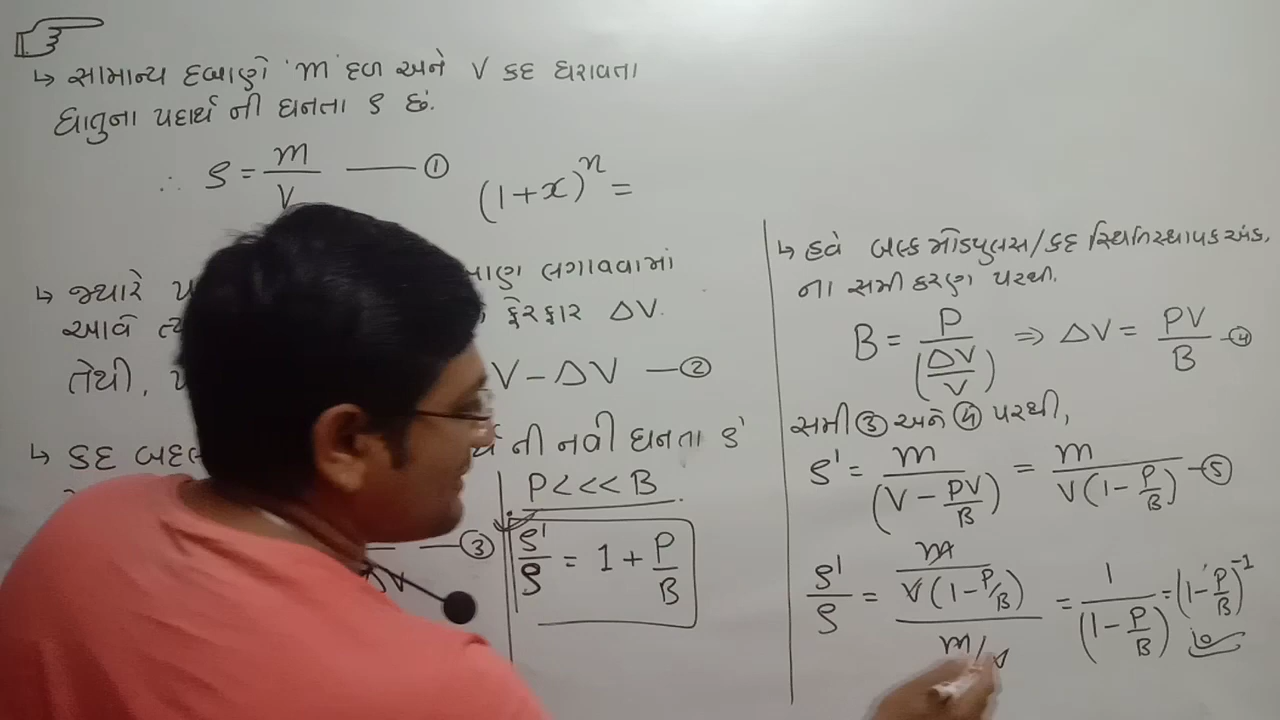 ↳ સામાન્ય દબાણે 'm' દળ અને V કદ ધરાવતા
ધાતુના પદાર્થ ની ઘનતા ρ છે.
∴ ρ = m/V —— ①
(1+x)^n =
↳ જ્યારે લગાવવામાં
આવે ફેરફાર ΔV.
તેથી, V - ΔV — ②
↳ કદ ની નવી ઘનતા ρ'
—— ③
ΔV
P <<< B
ρ'/ρ = 1 + P/B
↳ હવે બલ્ક મોડ્યુલસ/કદ સ્થિતિસ્થાપક અંક.
ના સમીકરણ પરથી.
B = P/(ΔV/V) ⇒ ΔV = PV/B —④
સમી ③ અને ④ પરથી,
ρ' = m/(V - PV/B) = m/V(1 - P/B) —⑤
ρ'/ρ = (m/V(1 - P/B))/(m/V) = 1/(1 - P/B) = (1 - P/B)^-1